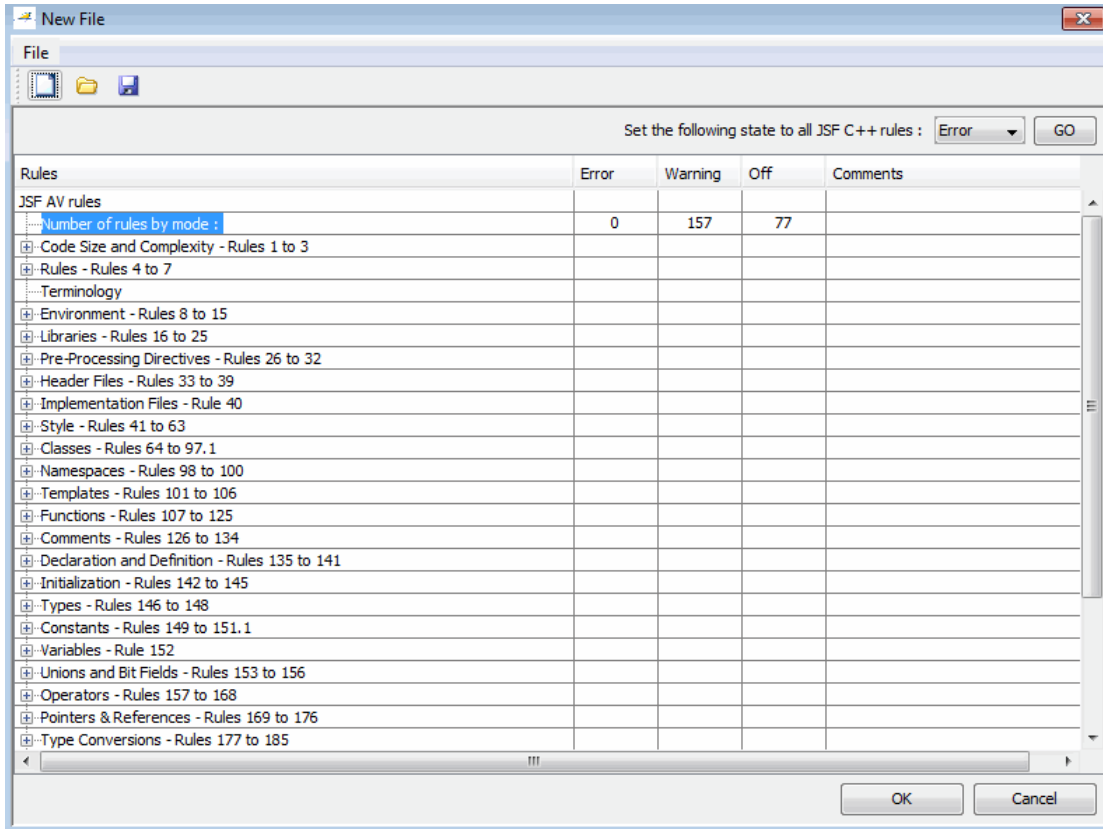 New File
File
Set the following state to all JSF C++ rules : Error GO
Rules Error Warning Off Comments
JSF AV rules
Number of rules by mode : 0 157 77
Code Size and Complexity - Rules 1 to 3
Rules - Rules 4 to 7
Terminology
Environment - Rules 8 to 15
Libraries - Rules 16 to 25
Pre-Processing Directives - Rules 26 to 32
Header Files - Rules 33 to 39
Implementation Files - Rule 40
Style - Rules 41 to 63
Classes - Rules 64 to 97.1
Namespaces - Rules 98 to 100
Templates - Rules 101 to 106
Functions - Rules 107 to 125
Comments - Rules 126 to 134
Declaration and Definition - Rules 135 to 141
Initialization - Rules 142 to 145
Types - Rules 146 to 148
Constants - Rules 149 to 151.1
Variables - Rule 152
Unions and Bit Fields - Rules 153 to 156
Operators - Rules 157 to 168
Pointers & References - Rules 169 to 176
Type Conversions - Rules 177 to 185
OK Cancel